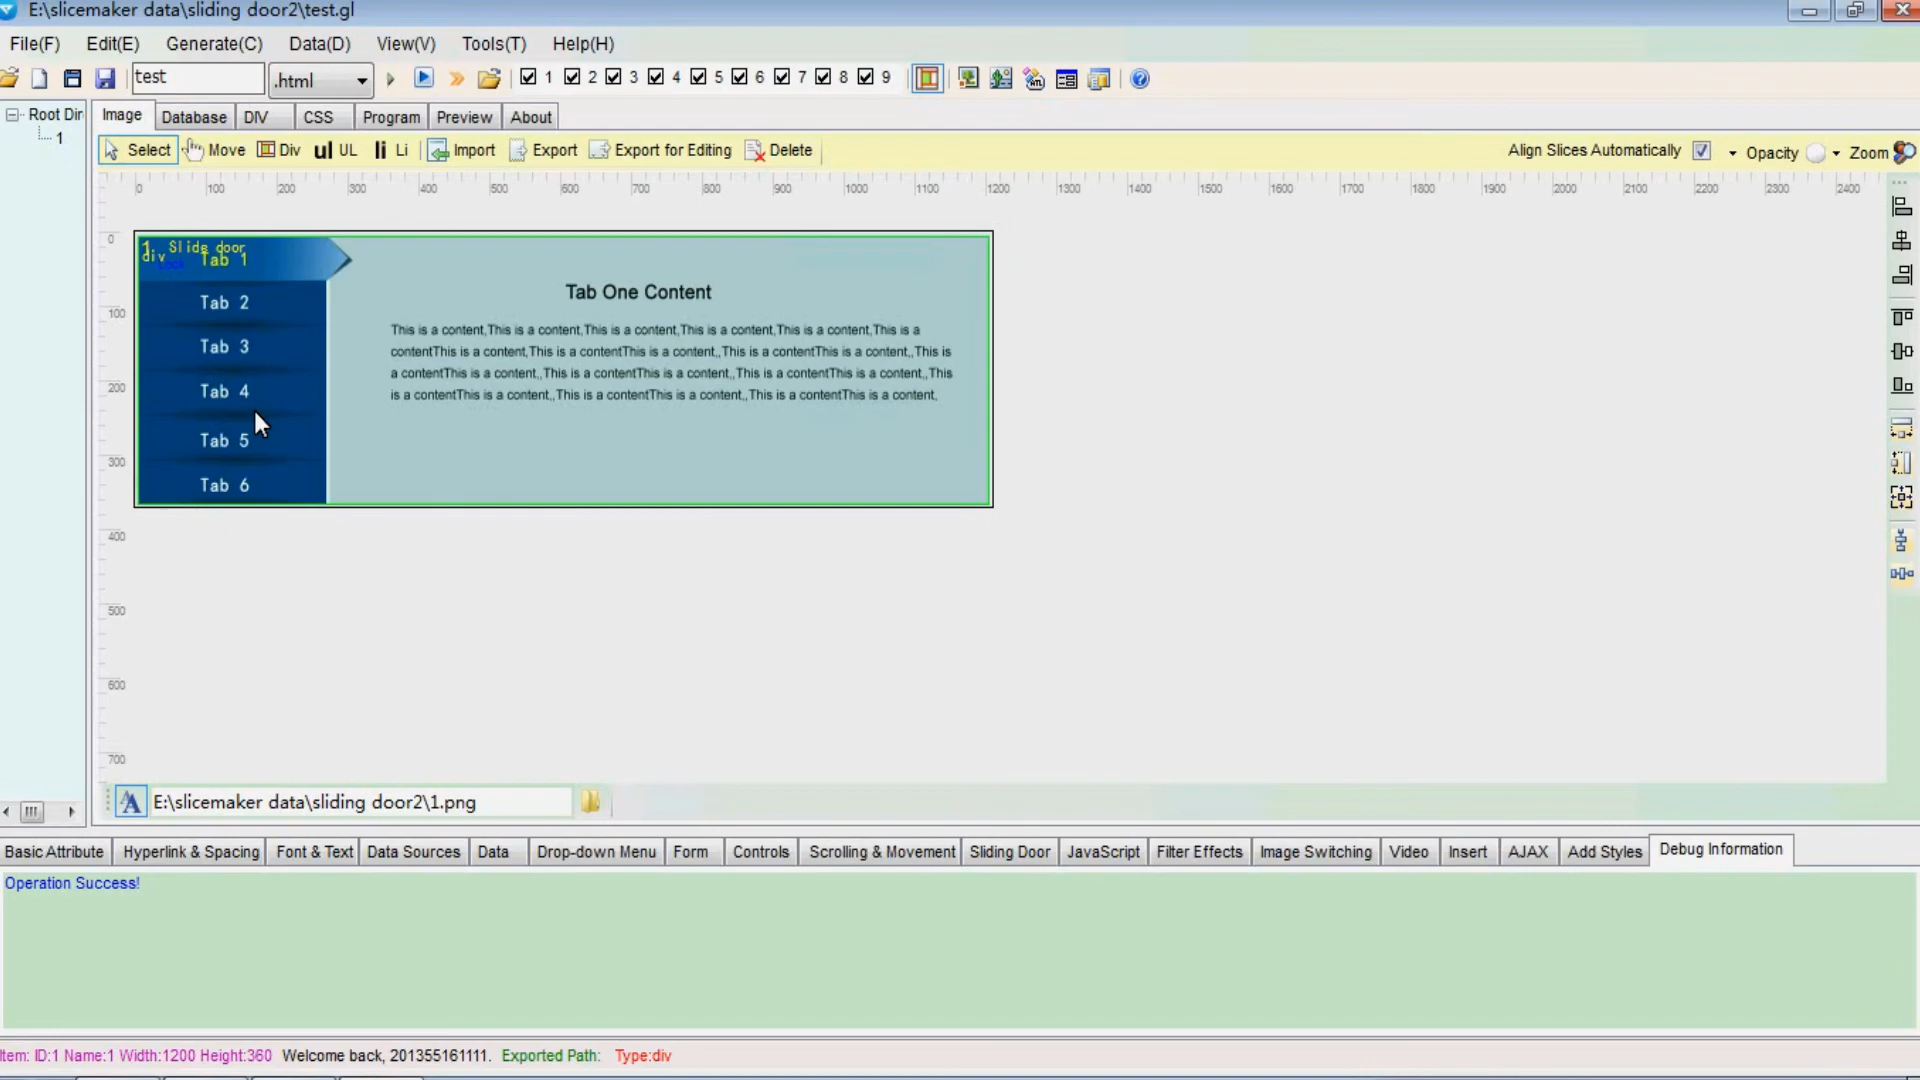 E:\slicemaker data\sliding door2\test.gl
File(F) Edit(E) Generate(C) Data(D) View(V) Tools(T) Help(H)
test .html 1 2 3 4 5 6 7 8 9
Root Dir
1
Image Database DIV CSS Program Preview About
Select Move Div ul UL li Li Import Export Export for Editing Delete Align Slices Automatically Opacity Zoom
0 100 200 300 400 500 600 700 800 900 1000 1100 1200 1300 1400 1500 1600 1700 1800 1900 2000 2100 2200 2300 2400
0
100
200
300
400
500
600
700
1. Slide door
div
Lock
Tab 1
Tab 2
Tab 3
Tab 4
Tab 5
Tab 6
Tab One Content
This is a content,This is a content,This is a content,This is a content,This is a content,This is a
contentThis is a content,This is a contentThis is a content,,This is a contentThis is a content,,This is
a contentThis is a content,,This is a contentThis is a content,,This is a contentThis is a content,,This
is a contentThis is a content,,This is a contentThis is a content,,This is a contentThis is a content,
A E:\slicemaker data\sliding door2\1.png
Basic Attribute Hyperlink & Spacing Font & Text Data Sources Data Drop-down Menu Form Controls Scrolling & Movement Sliding Door JavaScript Filter Effects Image Switching Video Insert AJAX Add Styles Debug Information
Operation Success!
Item: ID:1 Name:1 Width:1200 Height:360 Welcome back, 201355161111. Exported Path: Type:div